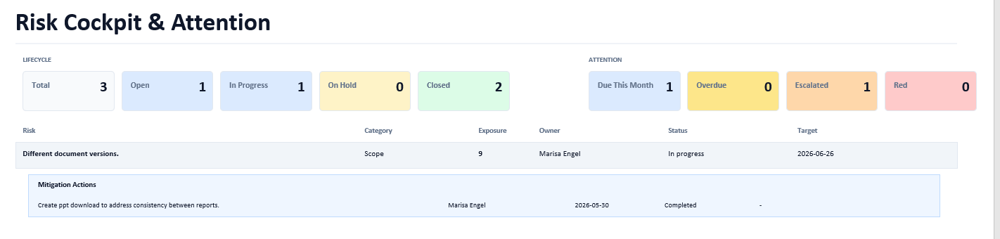 Risk Cockpit & Attention
LIFECYCLE ATTENTION
Total 3 Open 1 In Progress 1 On Hold 0 Closed 2 Due This Month 1 Overdue 0 Escalated 1 Red 0
Risk Category Exposure Owner Status Target
Different document versions. Scope 9 Marisa Engel In progress 2026-06-26
Mitigation Actions
Create ppt download to address consistency between reports. Marisa Engel 2026-05-30 Completed -